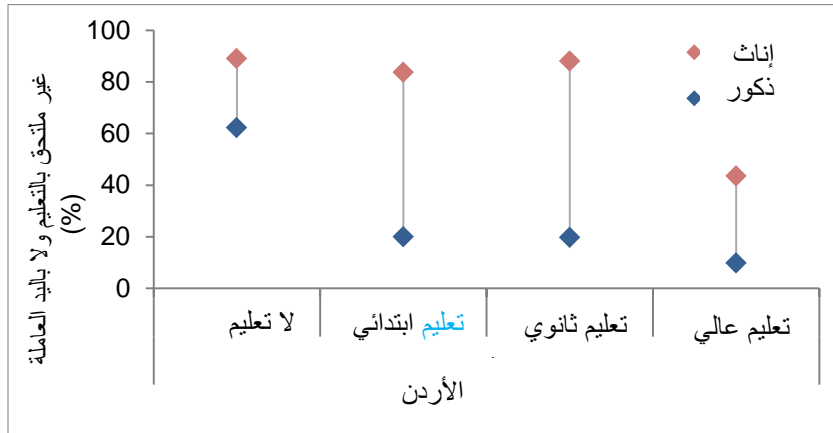 100
80
60
40
20
0
غير ملتحق بالتعليم ولا باليد العاملة
(%)
إناث
ذكور
لا تعليم
تعليم ابتدائي
تعليم ثانوي
تعليم عالي
الأردن